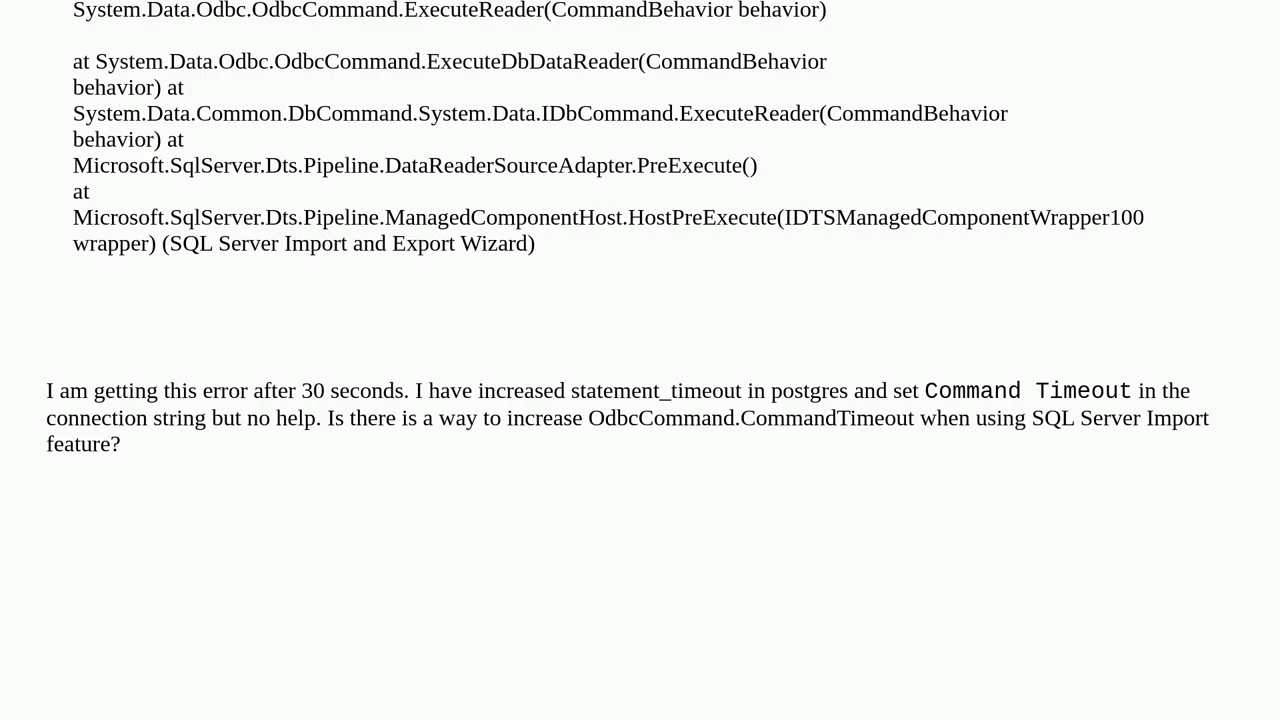 System.Data.Odbc.OdbcCommand.ExecuteReader(CommandBehavior behavior)
at System.Data.Odbc.OdbcCommand.ExecuteDbDataReader(CommandBehavior
behavior) at
System.Data.Common.DbCommand.System.Data.IDbCommand.ExecuteReader(CommandBehavior
behavior) at
Microsoft.SqlServer.Dts.Pipeline.DataReaderSourceAdapter.PreExecute()
at
Microsoft.SqlServer.Dts.Pipeline.ManagedComponentHost.HostPreExecute(IDTSManagedComponentWrapper100
wrapper) (SQL Server Import and Export Wizard)
I am getting this error after 30 seconds. I have increased statement_timeout in postgres and set Command Timeout in the
connection string but no help. Is there is a way to increase OdbcCommand.CommandTimeout when using SQL Server Import
feature?